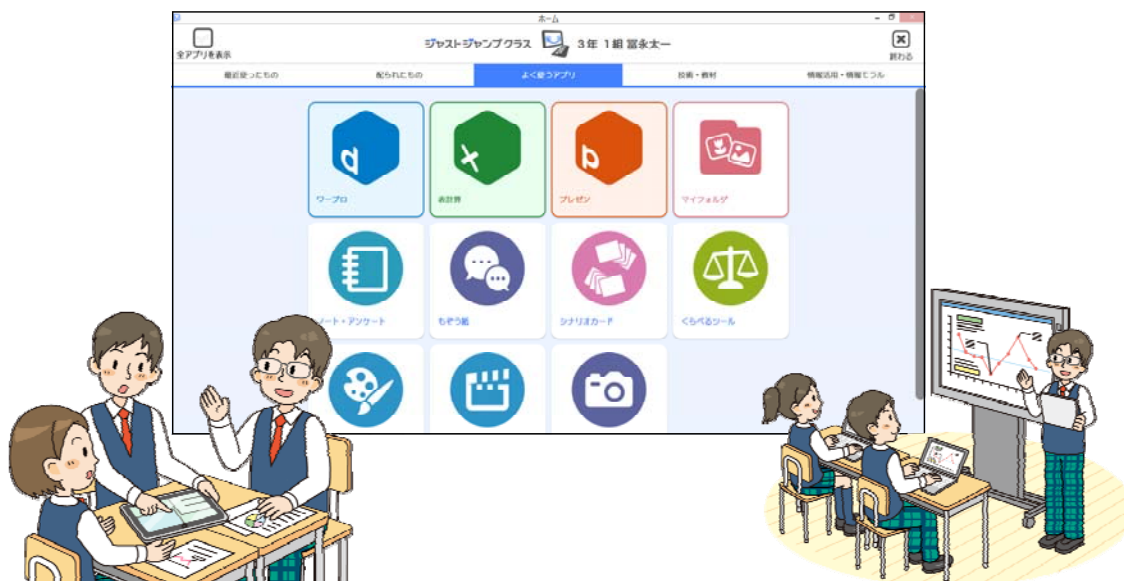 ホーム
全アプリを表示
ジャストジャンプクラス 3年 1組 冨永太一
終わる
最近使ったもの 配られたもの よく使うアプリ 技術・教材 情報活用・情報モラル
ワープロ 表計算 プレゼン マイフォルダ
ノート・アンケート もぞう紙 シナリオカード くらべるツール